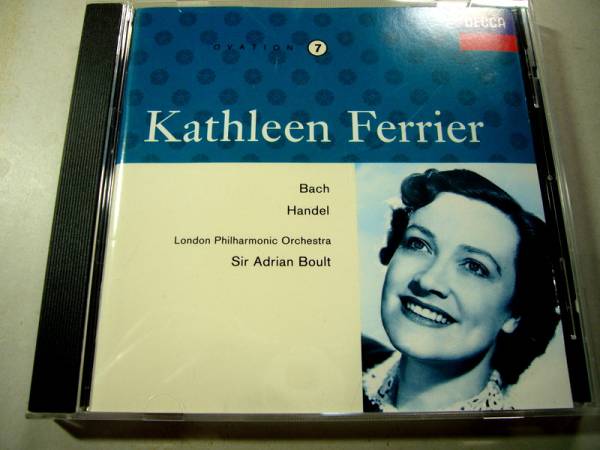 DECCA
OVATION 7
Kathleen Ferrier
Bach
Handel
London Philharmonic Orchestra
Sir Adrian Boult